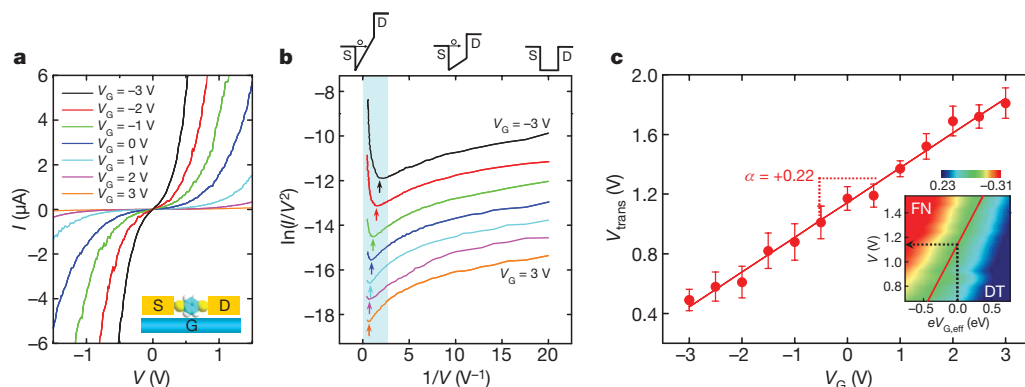 a
I (μA)
6
4
2
0
−2
−4
−6
V_G = −3 V
V_G = −2 V
V_G = −1 V
V_G = 0 V
V_G = 1 V
V_G = 2 V
V_G = 3 V
S
D
G
−1
0
1
V (V)
b
S
D
S
D
S
D
ln(I/V²)
−8
−10
−12
−14
−16
−18
V_G = −3 V
V_G = 3 V
0
5
10
15
20
1/V (V⁻¹)
c
V_trans (V)
2.0
1.6
1.2
0.8
0.4
α = +0.22
0.23
−0.31
FN
DT
V (V)
1.4
1.2
1.0
0.8
−0.5
0.0
0.5
eV_G,eff (eV)
−3
−2
−1
0
1
2
3
V_G (V)